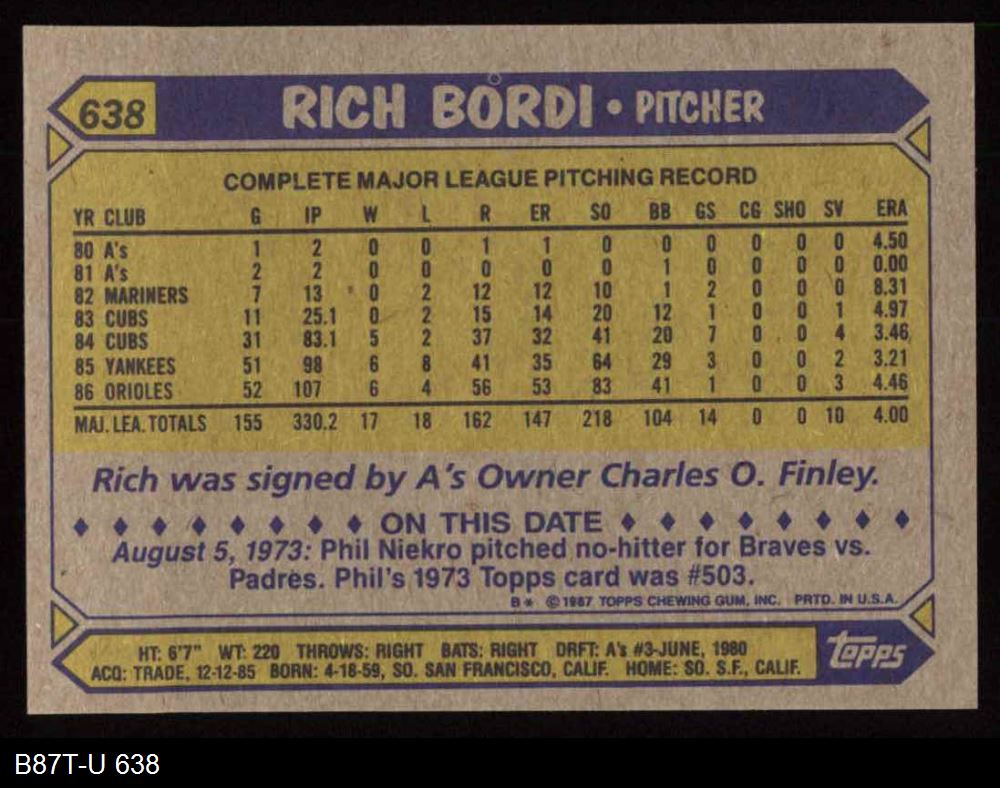 638
RICH BORDI • PITCHER
COMPLETE MAJOR LEAGUE PITCHING RECORD
YR CLUB G IP W L R ER SO BB GS CG SHO SV ERA
80 A's 1 2 0 0 1 1 0 0 0 0 0 0 4.50
81 A's 2 2 0 0 0 0 0 1 0 0 0 0 0.00
82 MARINERS 7 13 0 2 12 12 10 1 2 0 0 0 8.31
83 CUBS 11 25.1 0 2 15 14 20 12 1 0 0 1 4.97
84 CUBS 31 83.1 5 2 37 32 41 20 7 0 0 4 3.46
85 YANKEES 51 98 6 8 41 35 64 29 3 0 0 2 3.21
86 ORIOLES 52 107 6 4 56 53 83 41 1 0 0 3 4.46
MAJ. LEA. TOTALS 155 330.2 17 18 162 147 218 104 14 0 0 10 4.00
Rich was signed by A's Owner Charles O. Finley.
♦ ♦ ♦ ♦ ♦ ♦ ♦ ♦ ON THIS DATE ♦ ♦ ♦ ♦ ♦ ♦ ♦ ♦
August 5, 1973: Phil Niekro pitched no-hitter for Braves vs.
Padres. Phil's 1973 Topps card was #503.
B* © 1987 TOPPS CHEWING GUM, INC. PRTD. IN U.S.A.
HT: 6'7" WT: 220 THROWS: RIGHT BATS: RIGHT DRFT: A's #3-JUNE, 1980
ACQ: TRADE, 12-12-85 BORN: 4-18-59, SO. SAN FRANCISCO, CALIF. HOME: SO. S.F., CALIF.
topps
B87T-U 638